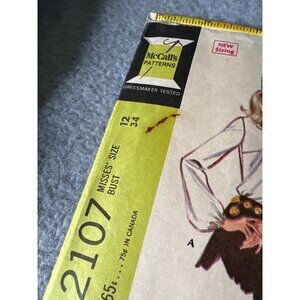 McCall's
PATTERNS
DRESSMAKER TESTED
NEW
Sizing
MISSES' SIZE 12
BUST 34
2107
65¢...75¢ IN CANADA
A